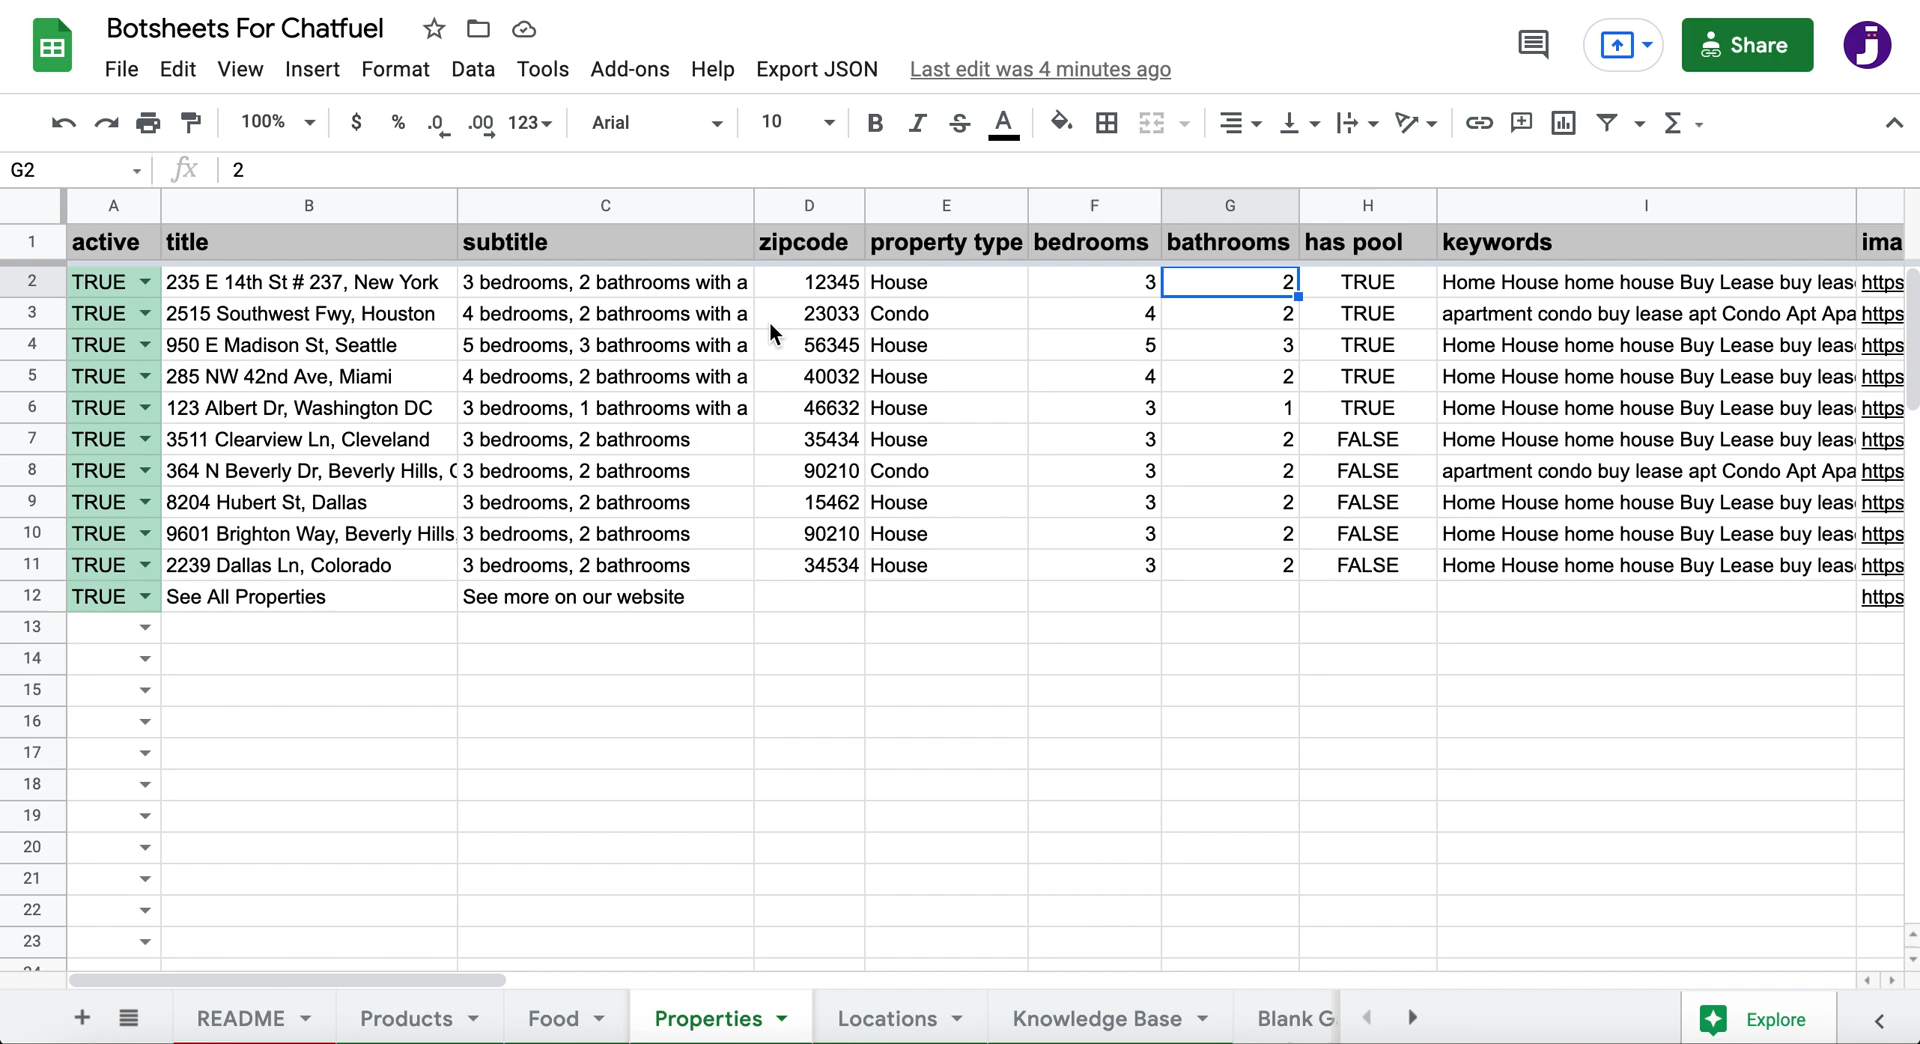 Botsheets For Chatfuel
File Edit View Insert Format Data Tools Add-ons Help Export JSON Last edit was 4 minutes ago
Share
100% $ % .0 .00 123 Arial 10 B I S A
G2 fx 2
A B C D E F G H I
1 active title subtitle zipcode property type bedrooms bathrooms has pool keywords ima
2 TRUE 235 E 14th St # 237, New York 3 bedrooms, 2 bathrooms with a 12345 House 3 2 TRUE Home House home house Buy Lease buy leas https
3 TRUE 2515 Southwest Fwy, Houston 4 bedrooms, 2 bathrooms with a 23033 Condo 4 2 TRUE apartment condo buy lease apt Condo Apt Apa https
4 TRUE 950 E Madison St, Seattle 5 bedrooms, 3 bathrooms with a 56345 House 5 3 TRUE Home House home house Buy Lease buy leas https
5 TRUE 285 NW 42nd Ave, Miami 4 bedrooms, 2 bathrooms with a 40032 House 4 2 TRUE Home House home house Buy Lease buy leas https
6 TRUE 123 Albert Dr, Washington DC 3 bedrooms, 1 bathrooms with a 46632 House 3 1 TRUE Home House home house Buy Lease buy leas https
7 TRUE 3511 Clearview Ln, Cleveland 3 bedrooms, 2 bathrooms 35434 House 3 2 FALSE Home House home house Buy Lease buy leas https
8 TRUE 364 N Beverly Dr, Beverly Hills, 3 bedrooms, 2 bathrooms 90210 Condo 3 2 FALSE apartment condo buy lease apt Condo Apt Apa https
9 TRUE 8204 Hubert St, Dallas 3 bedrooms, 2 bathrooms 15462 House 3 2 FALSE Home House home house Buy Lease buy leas https
10 TRUE 9601 Brighton Way, Beverly Hills 3 bedrooms, 2 bathrooms 90210 House 3 2 FALSE Home House home house Buy Lease buy leas https
11 TRUE 2239 Dallas Ln, Colorado 3 bedrooms, 2 bathrooms 34534 House 3 2 FALSE Home House home house Buy Lease buy leas https
12 TRUE See All Properties See more on our website https
13
14
15
16
17
18
19
20
21
22
23
README Products Food Properties Locations Knowledge Base Blank G Explore